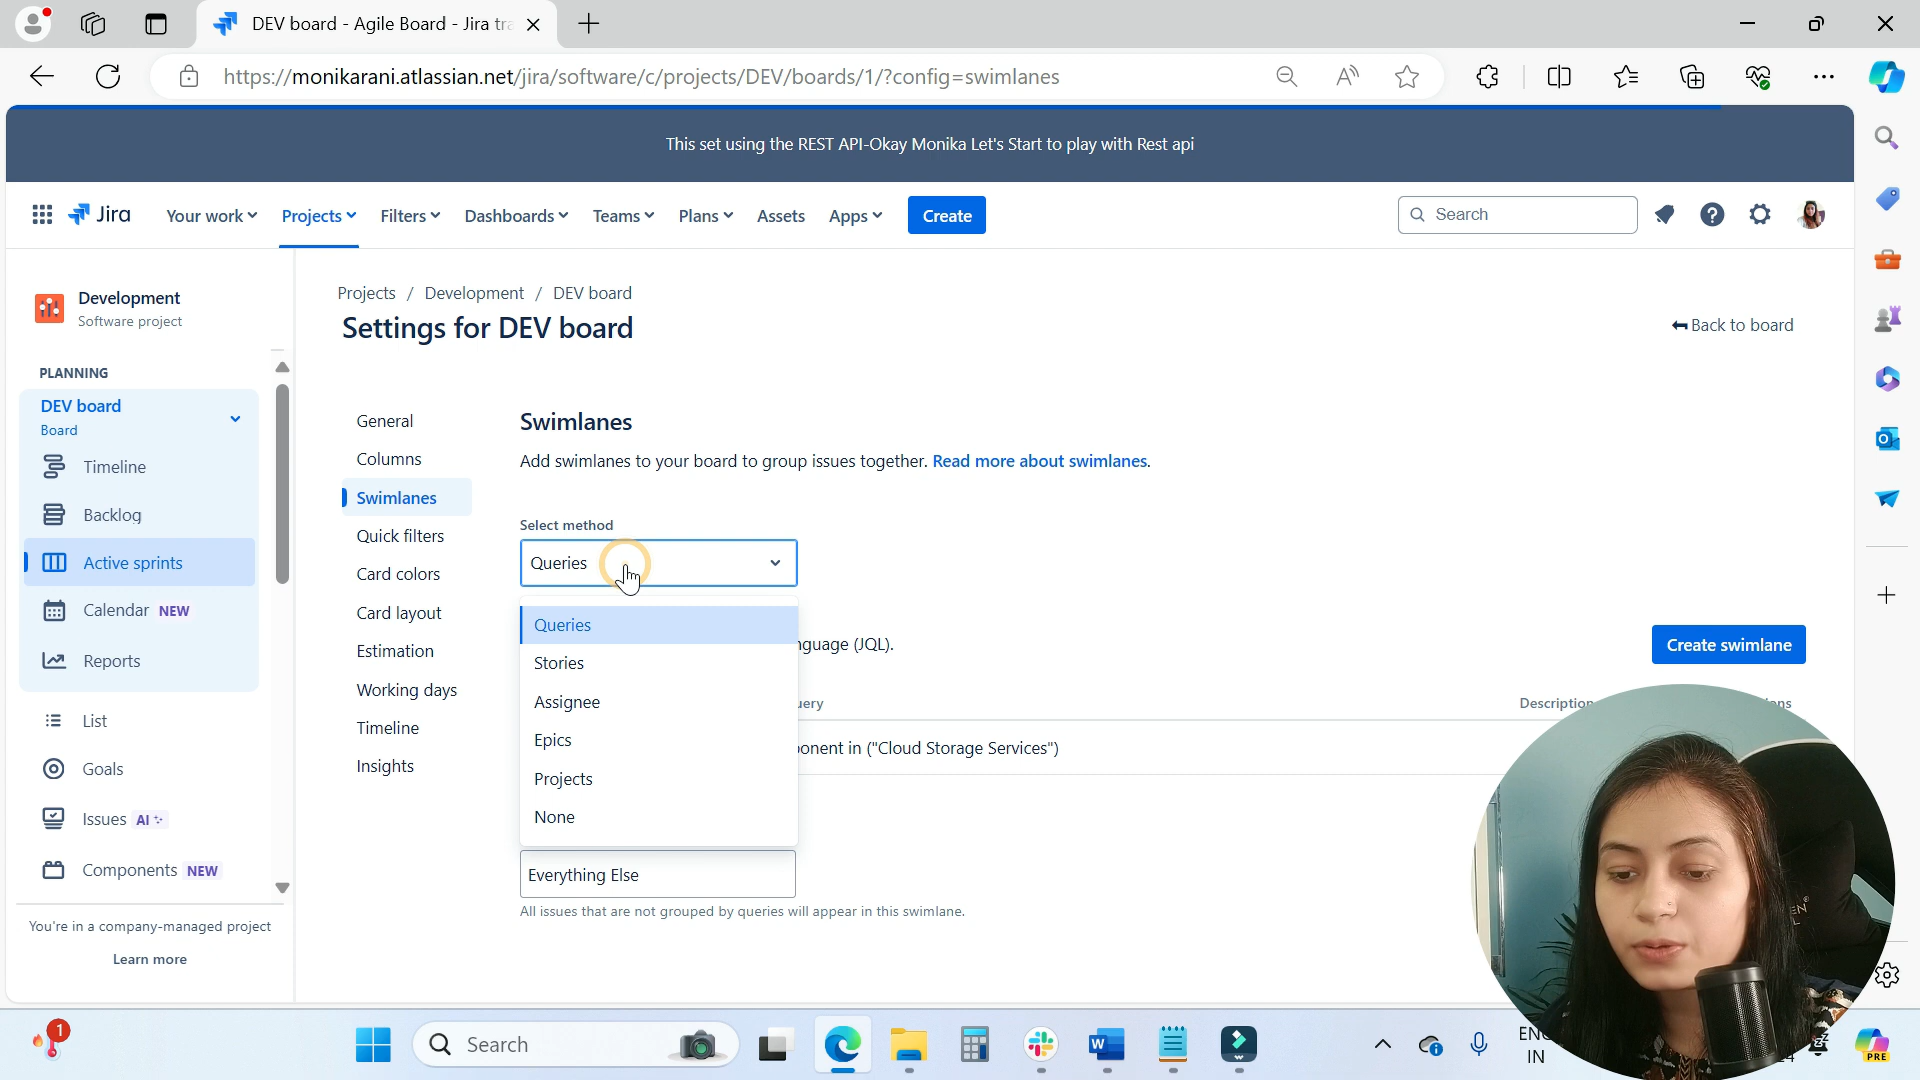 DEV board - Agile Board - Jira tr
https://monikarani.atlassian.net/jira/software/c/projects/DEV/boards/1/?config=swimlanes
This set using the REST API-Okay Monika Let's Start to play with Rest api
Jira
Your work
Projects
Filters
Dashboards
Teams
Plans
Assets
Apps
Create
Search
Development
Software project
Projects / Development / DEV board
Settings for DEV board
Back to board
PLANNING
DEV board
Board
Timeline
Backlog
Active sprints
Calendar NEW
Reports
List
Goals
Issues AI
Components NEW
You're in a company-managed project
Learn more
General
Columns
Swimlanes
Quick filters
Card colors
Card layout
Estimation
Working days
Timeline
Insights
Swimlanes
Add swimlanes to your board to group issues together. Read more about swimlanes.
Select method
Queries
Queries
Stories
Assignee
Epics
Projects
None
nguage (JQL).
Create swimlane
uery
Description
ns
onent in ("Cloud Storage Services")
Everything Else
All issues that are not grouped by queries will appear in this swimlane.
1
Search
ENG
IN
PRE